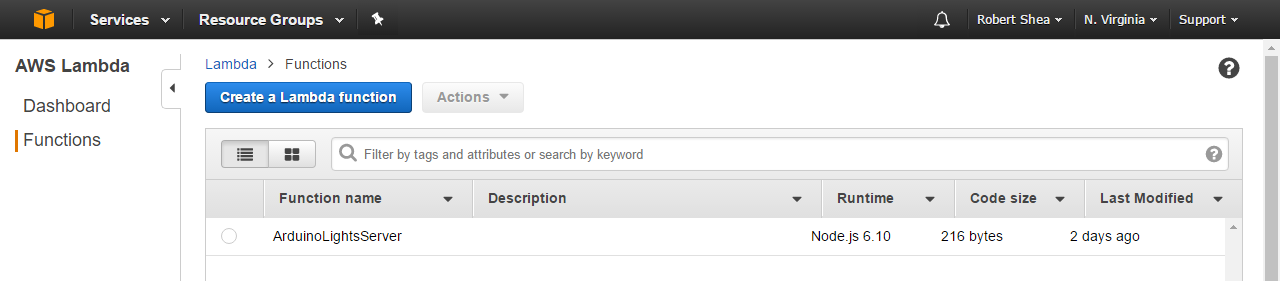 Services Resource Groups Robert Shea N. Virginia Support
AWS Lambda
Dashboard
Functions
Lambda > Functions
Create a Lambda function Actions
Filter by tags and attributes or search by keyword
Function name Description Runtime Code size Last Modified
ArduinoLightsServer Node.js 6.10 216 bytes 2 days ago